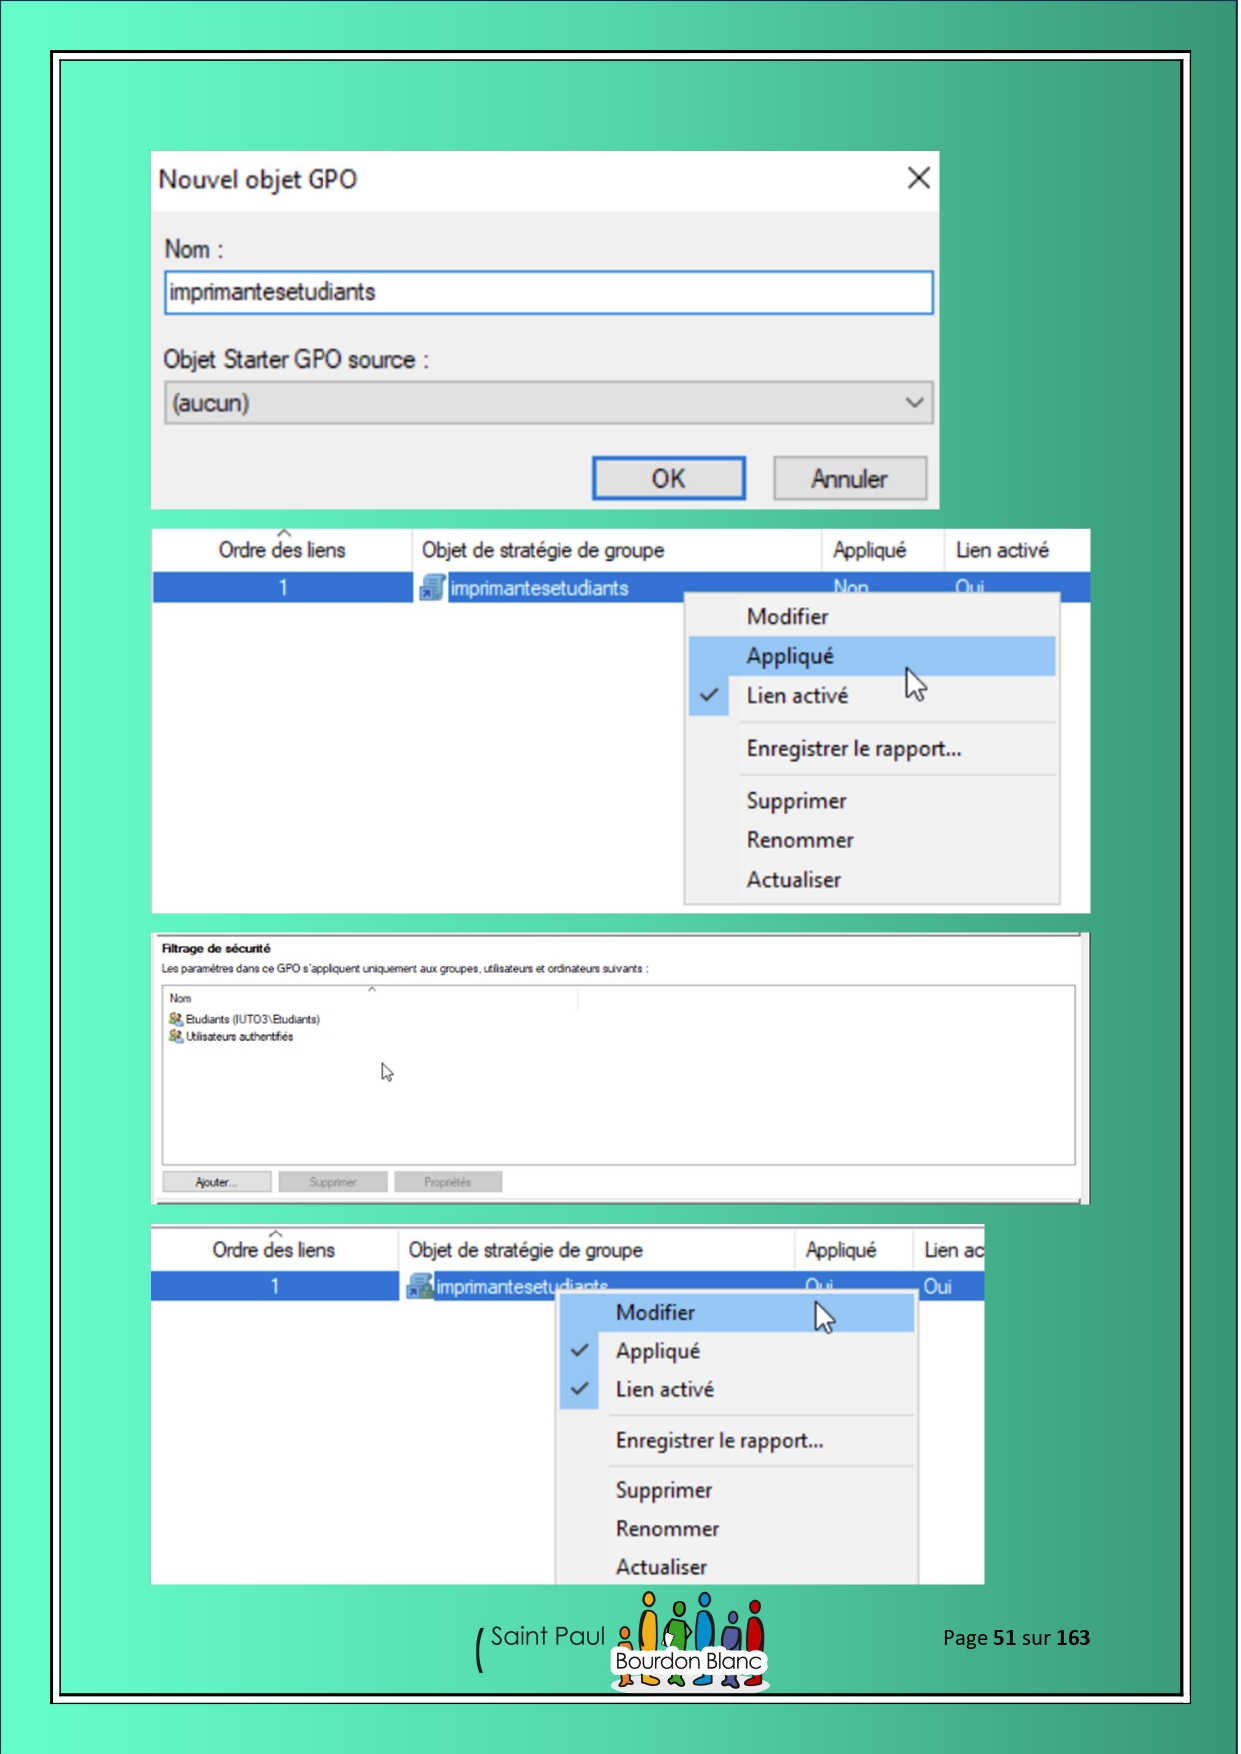 Nouvel objet GPO
Nom :
imprimantesetudiants
Objet Starter GPO source :
(aucun)
OK Annuler
Ordre des liens Objet de stratégie de groupe Appliqué Lien activé
1 imprimantesetudiants Non Oui
Modifier
Appliqué
Lien activé
Enregistrer le rapport...
Supprimer
Renommer
Actualiser
Filtrage de sécurité
Les paramètres dans ce GPO s'appliquent uniquement aux groupes, utilisateurs et ordinateurs suivants :
Nom
Etudiants (IUTO3\Etudiants)
Utilisateurs authentifiés
Ajouter... Supprimer Propriétés
Ordre des liens Objet de stratégie de groupe Appliqué Lien ac
1 imprimantesetudiants Oui Oui
Modifier
Appliqué
Lien activé
Enregistrer le rapport...
Supprimer
Renommer
Actualiser
Saint Paul
Bourdon Blanc
Page 51 sur 163